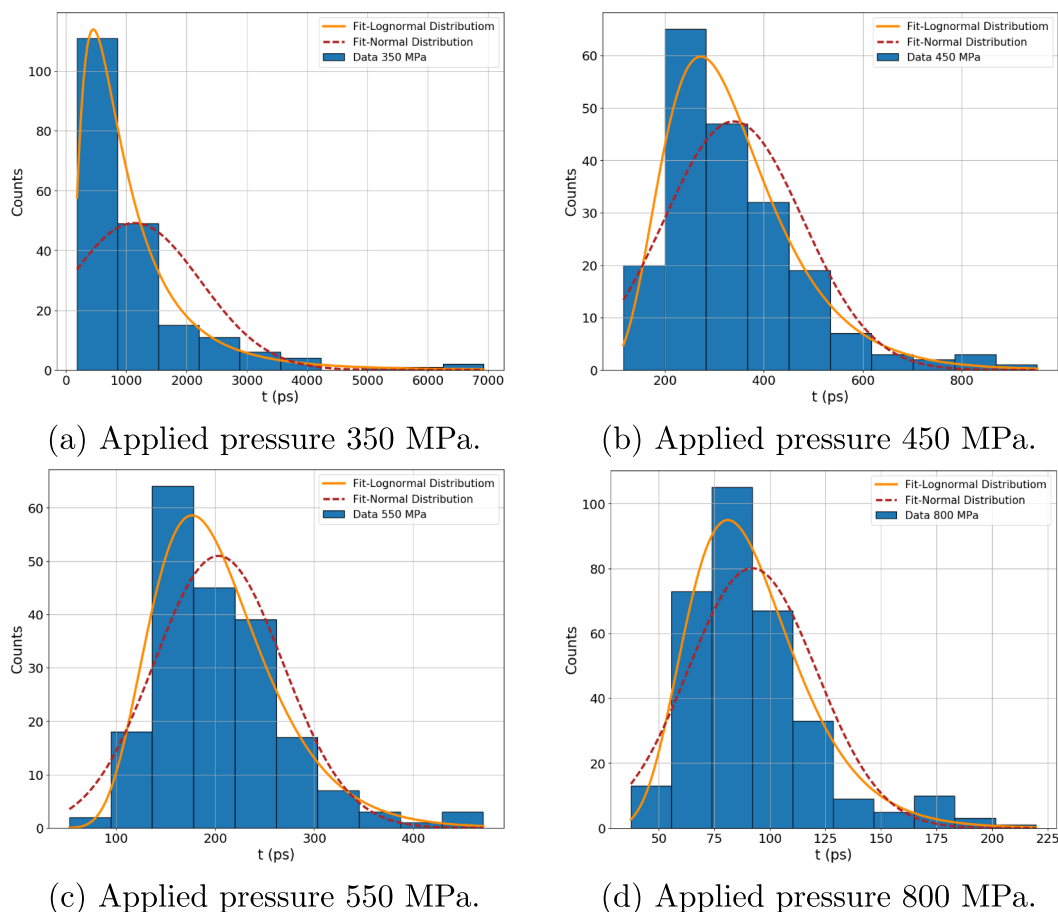 Fit-Lognormal Distributiom
Fit-Normal Distribution
Data 350 MPa
Counts
100
80
60
40
20
0
0 1000 2000 3000 4000 5000 6000 7000
t (ps)
(a) Applied pressure 350 MPa.
Fit-Lognormal Distributiom
Fit-Normal Distribution
Data 450 MPa
Counts
60
50
40
30
20
10
0
200 400 600 800
t (ps)
(b) Applied pressure 450 MPa.
Fit-Lognormal Distributiom
Fit-Normal Distribution
Data 550 MPa
Counts
60
50
40
30
20
10
0
100 200 300 400
t (ps)
(c) Applied pressure 550 MPa.
Fit-Lognormal Distributiom
Fit-Normal Distribution
Data 800 MPa
Counts
100
80
60
40
20
0
50 75 100 125 150 175 200 225
t (ps)
(d) Applied pressure 800 MPa.